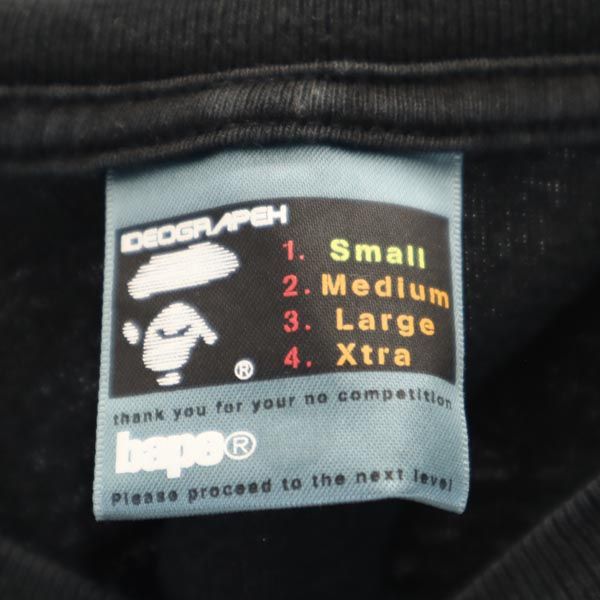 IDEOGRAPEH
1. Small
2. Medium
3. Large
4. Xtra
®
thank you for your no competition
bape®
Please proceed to the next level